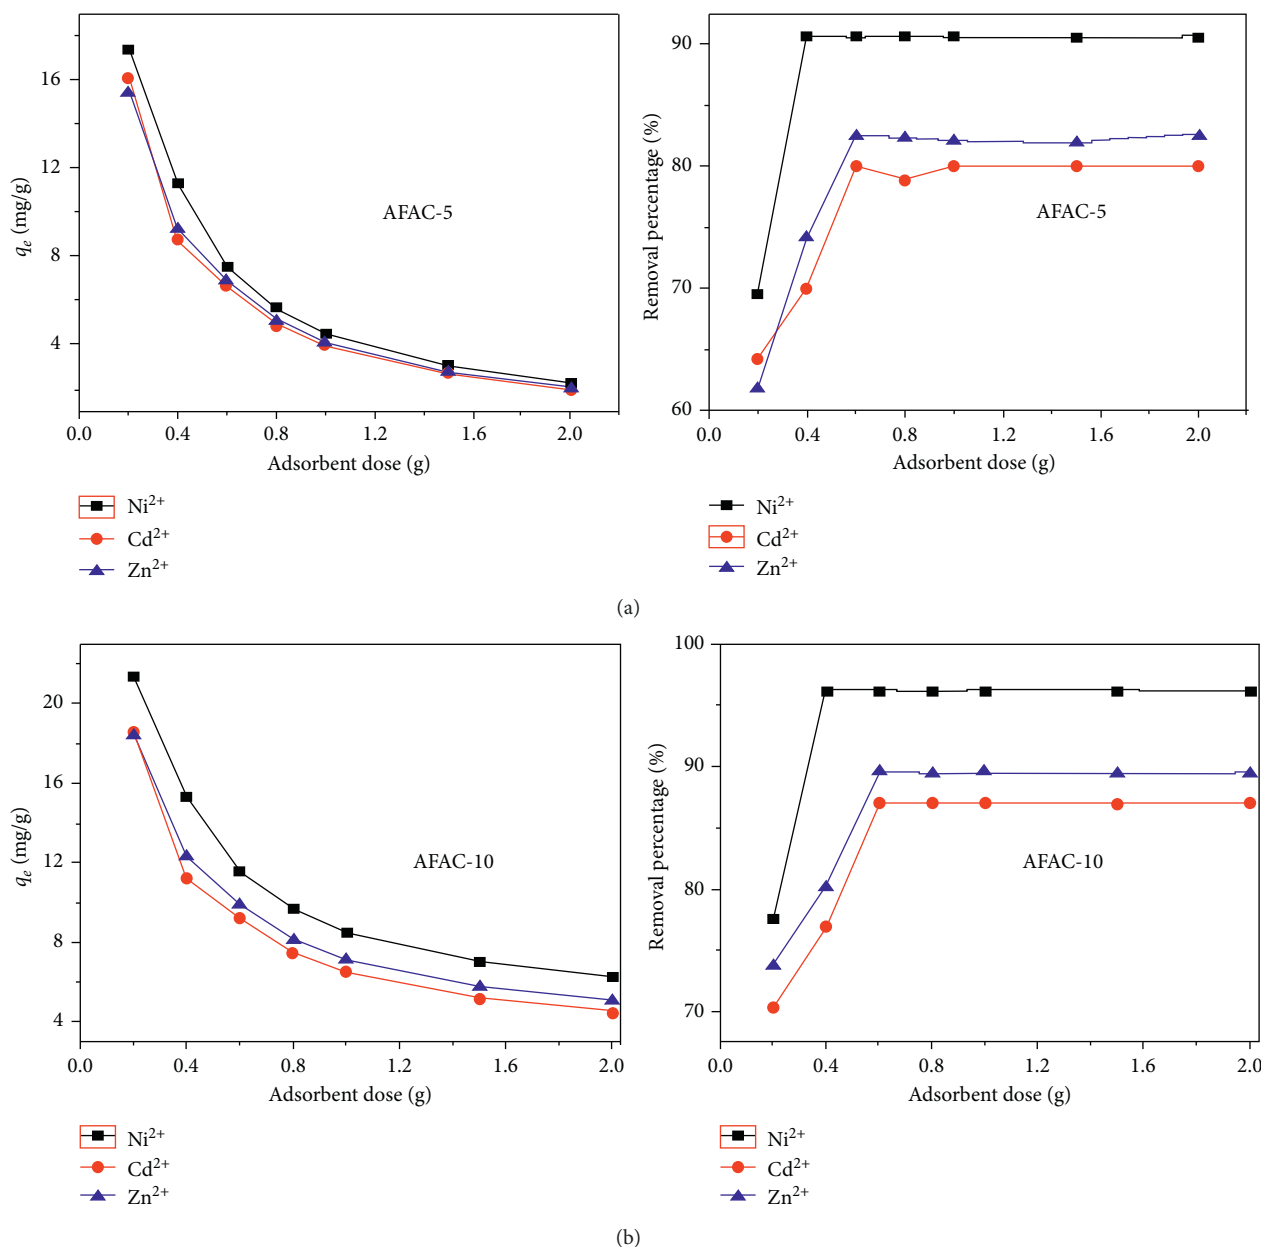 16
12
8
4
qe (mg/g)
AFAC-5
0.0 0.4 0.8 1.2 1.6 2.0
Adsorbent dose (g)
Ni2+
Cd2+
Zn2+
90
80
70
60
Removal percentage (%)
AFAC-5
0.0 0.4 0.8 1.2 1.6 2.0
Adsorbent dose (g)
Ni2+
Cd2+
Zn2+
(a)
20
16
12
8
4
qe (mg/g)
AFAC-10
0.0 0.4 0.8 1.2 1.6 2.0
Adsorbent dose (g)
Ni2+
Cd2+
Zn2+
100
90
80
70
Removal percentage (%)
AFAC-10
0.0 0.4 0.8 1.2 1.6 2.0
Adsorbent dose (g)
Ni2+
Cd2+
Zn2+
(b)